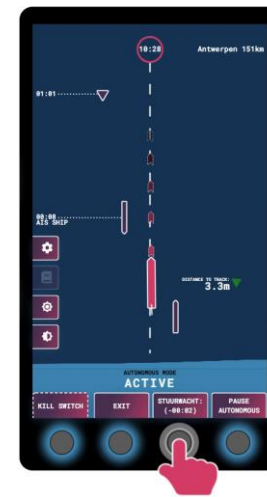 10:28
Antwerpen 151km
01:01
00:08
AIS SHIP
DISTANCE TO TRACK:
3.3m
AUTONOMOUS MODE
ACTIVE
KILL SWITCH
EXIT
STUURWACHT:
(-00:02)
PAUSE
AUTONOMOUS